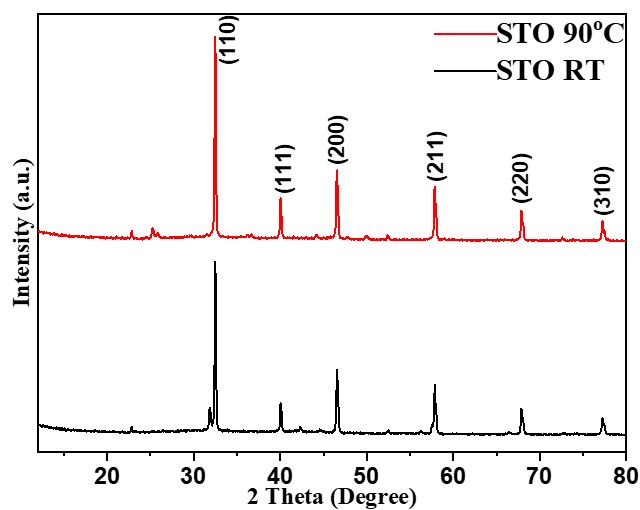 STO 90°C
STO RT
(110)
(111)
(200)
(211)
(220)
(310)
Intensity (a.u.)
20 30 40 50 60 70 80
2 Theta (Degree)